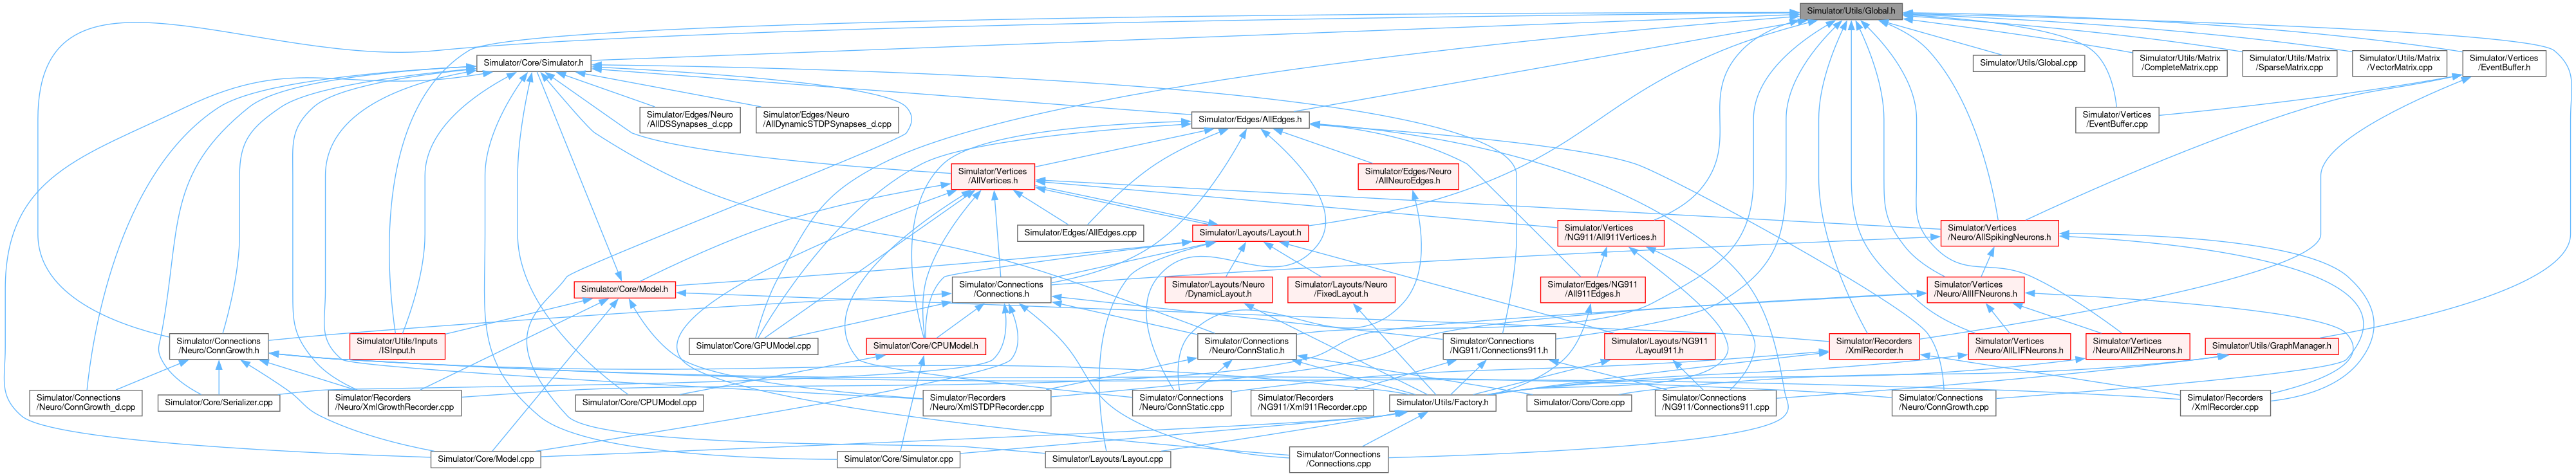 Simulator/Utils/Global.h
Simulator/Core/Simulator.h
Simulator/Utils/Global.cpp
Simulator/Utils/Matrix
/CompleteMatrix.cpp
Simulator/Utils/Matrix
/SparseMatrix.cpp
Simulator/Utils/Matrix
/VectorMatrix.cpp
Simulator/Vertices
/EventBuffer.h
Simulator/Edges/Neuro
/AllDSSynapses_d.cpp
Simulator/Edges/Neuro
/AllDynamicSTDPSynapses_d.cpp
Simulator/Edges/AllEdges.h
Simulator/Vertices
/EventBuffer.cpp
Simulator/Vertices
/AllVertices.h
Simulator/Edges/Neuro
/AllNeuroEdges.h
Simulator/Edges/AllEdges.cpp
Simulator/Layouts/Layout.h
Simulator/Vertices
/NG911/All911Vertices.h
Simulator/Vertices
/Neuro/AllSpikingNeurons.h
Simulator/Core/Model.h
Simulator/Connections
/Connections.h
Simulator/Layouts/Neuro
/DynamicLayout.h
Simulator/Layouts/Neuro
/FixedLayout.h
Simulator/Edges/NG911
/All911Edges.h
Simulator/Vertices
/Neuro/AllIFNeurons.h
Simulator/Connections
/Neuro/ConnGrowth.h
Simulator/Utils/Inputs
/ISInput.h
Simulator/Core/GPUModel.cpp
Simulator/Core/CPUModel.h
Simulator/Connections
/Neuro/ConnStatic.h
Simulator/Connections
/NG911/Connections911.h
Simulator/Layouts/NG911
/Layout911.h
Simulator/Recorders
/XmlRecorder.h
Simulator/Vertices
/Neuro/AllLIFNeurons.h
Simulator/Vertices
/Neuro/AllIZHNeurons.h
Simulator/Utils/GraphManager.h
Simulator/Connections
/Neuro/ConnGrowth_d.cpp
Simulator/Core/Serializer.cpp
Simulator/Recorders
/Neuro/XmlGrowthRecorder.cpp
Simulator/Core/CPUModel.cpp
Simulator/Recorders
/Neuro/XmlSTDPRecorder.cpp
Simulator/Connections
/Neuro/ConnStatic.cpp
Simulator/Recorders
/NG911/Xml911Recorder.cpp
Simulator/Utils/Factory.h
Simulator/Core/Core.cpp
Simulator/Connections
/NG911/Connections911.cpp
Simulator/Connections
/Neuro/ConnGrowth.cpp
Simulator/Recorders
/XmlRecorder.cpp
Simulator/Core/Model.cpp
Simulator/Core/Simulator.cpp
Simulator/Layouts/Layout.cpp
Simulator/Connections
/Connections.cpp